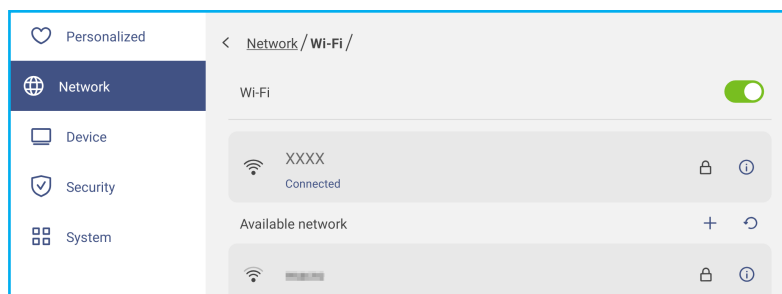 Personalized
Network
Device
Security
System
Network/Wi-Fi/
Wi-Fi
XXXX
Connected
Available network